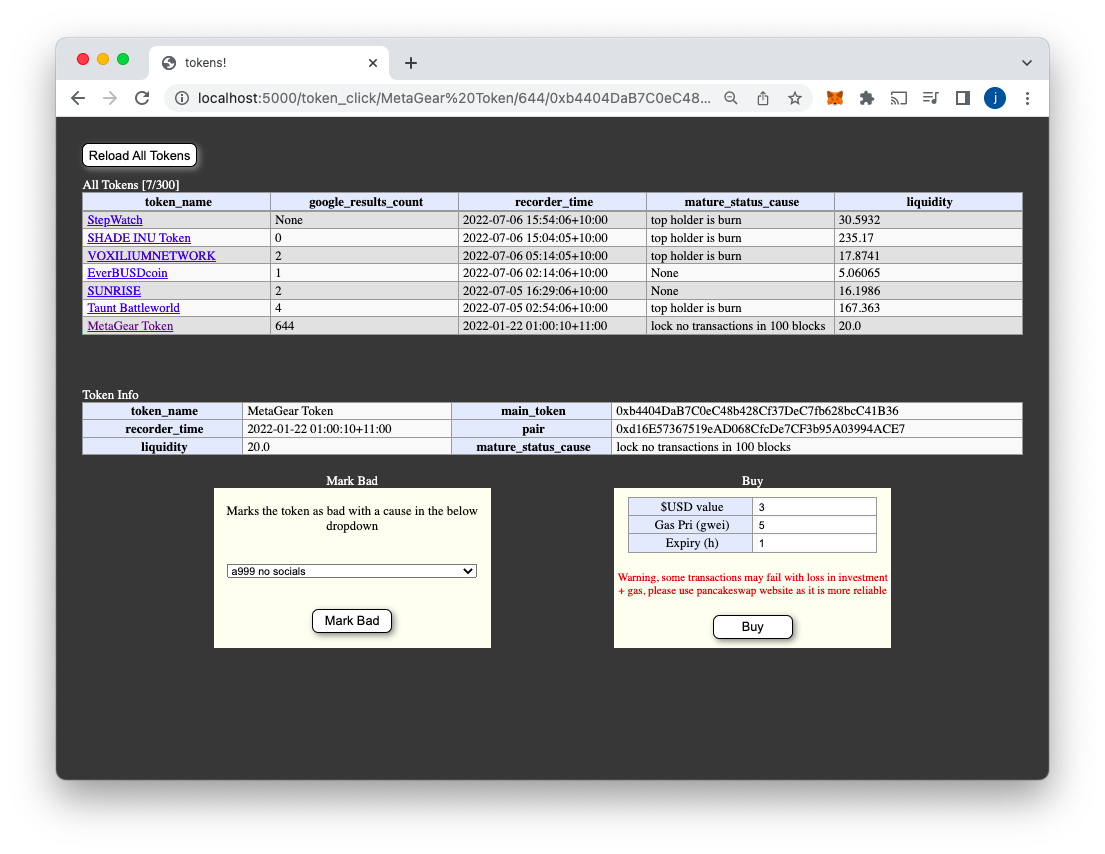 tokens!
localhost:5000/token_click/MetaGear%20Token/644/0xb4404DaB7C0eC48...
j
Reload All Tokens
All Tokens [7/300]
token_name google_results_count recorder_time mature_status_cause liquidity
StepWatch None 2022-07-06 15:54:06+10:00 top holder is burn 30.5932
SHADE INU Token 0 2022-07-06 15:04:05+10:00 top holder is burn 235.17
VOXILIUMNETWORK 2 2022-07-06 05:14:05+10:00 top holder is burn 17.8741
EverBUSDcoin 1 2022-07-06 02:14:06+10:00 None 5.06065
SUNRISE 2 2022-07-05 16:29:06+10:00 None 16.1986
Taunt Battleworld 4 2022-07-05 02:54:06+10:00 top holder is burn 167.363
MetaGear Token 644 2022-01-22 01:00:10+11:00 lock no transactions in 100 blocks 20.0
Token Info
token_name MetaGear Token main_token 0xb4404DaB7C0eC48b428Cf37DeC7fb628bcC41B36
recorder_time 2022-01-22 01:00:10+11:00 pair 0xd16E57367519eAD068CfcDe7CF3b95A03994ACE7
liquidity 20.0 mature_status_cause lock no transactions in 100 blocks
Mark Bad
Marks the token as bad with a cause in the below
dropdown
a999 no socials
Mark Bad
Buy
$USD value 3
Gas Pri (gwei) 5
Expiry (h) 1
Warning, some transactions may fail with loss in investment
+ gas, please use pancakeswap website as it is more reliable
Buy